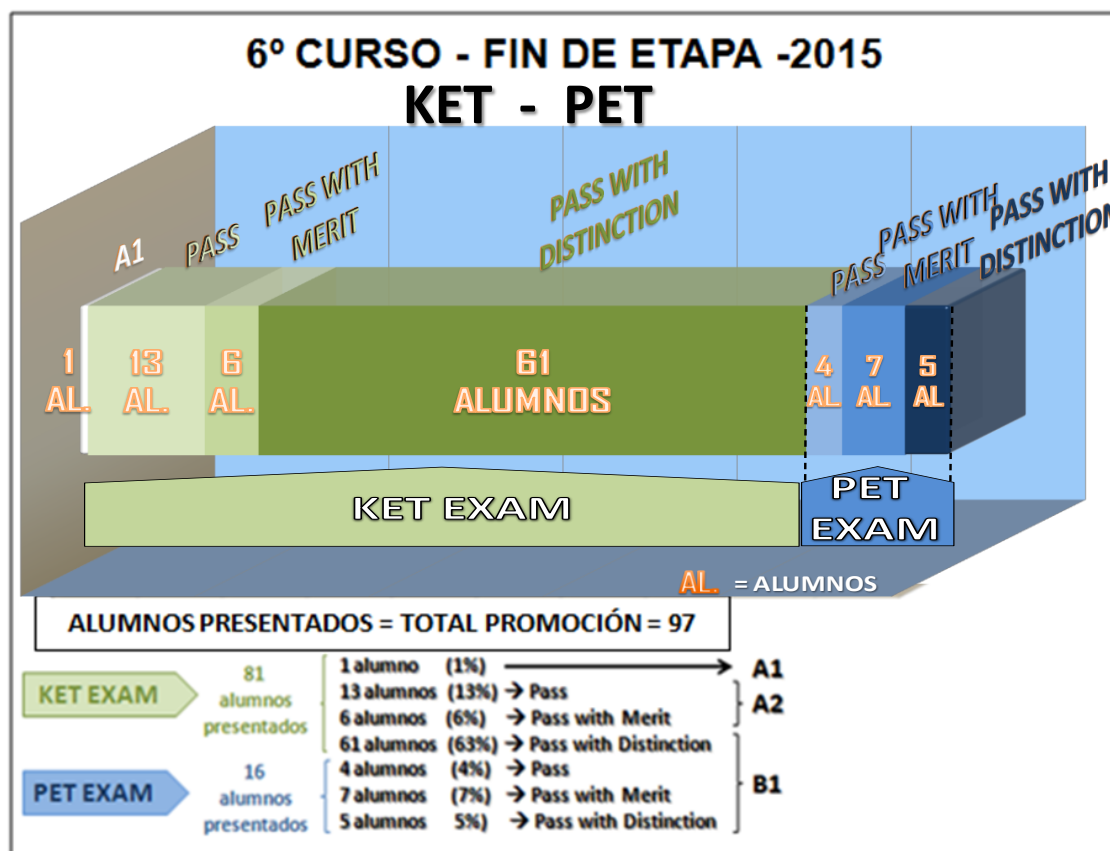 6º CURSO - FIN DE ETAPA -2015
KET - PET
A1
PASS
PASS WITH
MERIT
PASS WITH
DISTINCTION
PASS
PASS WITH
MERIT
PASS WITH
DISTINCTION
1
AL.
13
AL.
6
AL.
61
ALUMNOS
4
AL
7
AL
5
AL
KET EXAM
PET
EXAM
AL. = ALUMNOS
ALUMNOS PRESENTADOS = TOTAL PROMOCIÓN = 97
KET EXAM
81
alumnos
presentados
1 alumno (1%)
A1
13 alumnos (13%) → Pass
6 alumnos (6%) → Pass with Merit
A2
61 alumnos (63%) → Pass with Distinction
PET EXAM
16
alumnos
presentados
4 alumnos (4%) → Pass
7 alumnos (7%) → Pass with Merit
5 alumnos 5%) → Pass with Distinction
B1